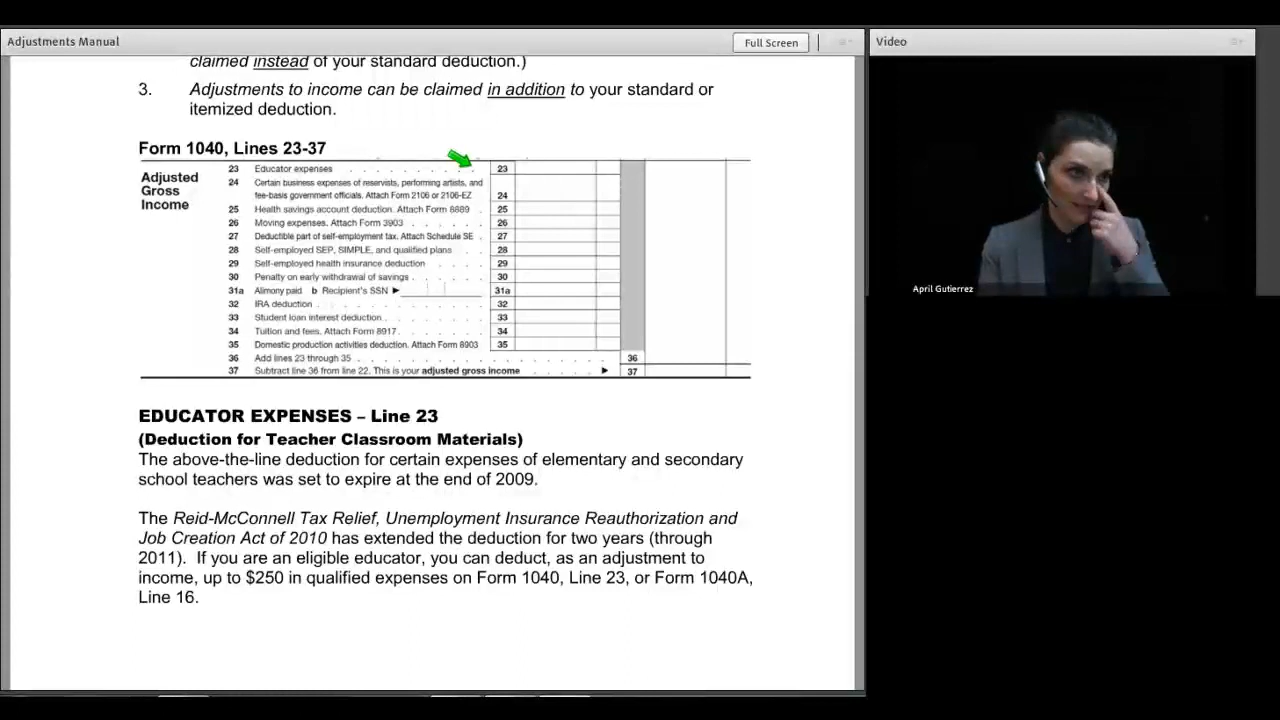 Adjustments Manual
Full Screen
Video
claimed instead of your standard deduction.)
3. Adjustments to income can be claimed in addition to your standard or
itemized deduction.
Form 1040, Lines 23-37
Adjusted
Gross
Income
23 Educator expenses . . . . . . . . . . 23
24 Certain business expenses of reservists, performing artists, and
fee-basis government officials. Attach Form 2106 or 2106-EZ 24
25 Health savings account deduction. Attach Form 8889 . 25
26 Moving expenses. Attach Form 3903 . . . . . . 26
27 Deductible part of self-employment tax. Attach Schedule SE . 27
28 Self-employed SEP, SIMPLE, and qualified plans . . 28
29 Self-employed health insurance deduction . . . . 29
30 Penalty on early withdrawal of savings . . . . . . 30
31a Alimony paid b Recipient's SSN ▶ 31a
32 IRA deduction . . . . . . . . . . . . . 32
33 Student loan interest deduction . . . . . . . . 33
34 Tuition and fees. Attach Form 8917 . . . . . . . 34
35 Domestic production activities deduction. Attach Form 8903 35
36 Add lines 23 through 35 . . . . . . . . . . . . . . . . . . . 36
37 Subtract line 36 from line 22. This is your adjusted gross income . . . . . ▶ 37
EDUCATOR EXPENSES – Line 23
(Deduction for Teacher Classroom Materials)
The above-the-line deduction for certain expenses of elementary and secondary
school teachers was set to expire at the end of 2009.
The Reid-McConnell Tax Relief, Unemployment Insurance Reauthorization and
Job Creation Act of 2010 has extended the deduction for two years (through
2011). If you are an eligible educator, you can deduct, as an adjustment to
income, up to $250 in qualified expenses on Form 1040, Line 23, or Form 1040A,
Line 16.
April Gutierrez